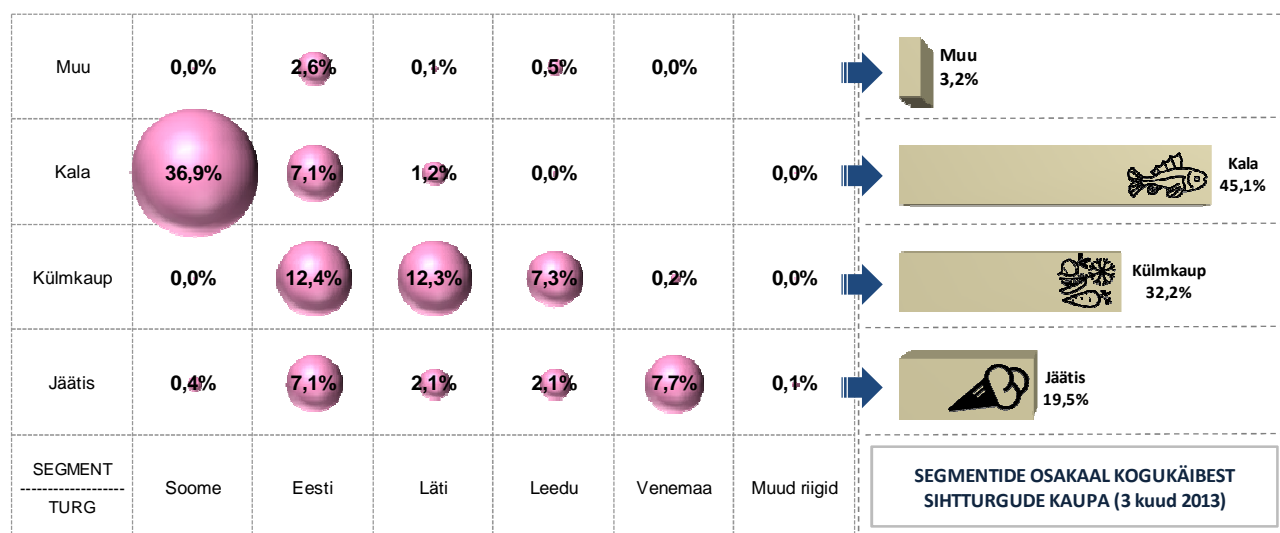 Muu 0,0% 2,6% 0,1% 0,5% 0,0%
Muu
3,2%
Kala 36,9% 7,1% 1,2% 0,0% 0,0%
Kala
45,1%
Külmkaup 0,0% 12,4% 12,3% 7,3% 0,2% 0,0%
Külmkaup
32,2%
Jäätis 0,4% 7,1% 2,1% 2,1% 7,7% 0,1%
Jäätis
19,5%
SEGMENT
TURG
Soome Eesti Läti Leedu Venemaa Muud riigid
SEGMENTIDE OSAKAAL KOGUKÄIBEST
SIHTTURGUDE KAUPA (3 kuud 2013)